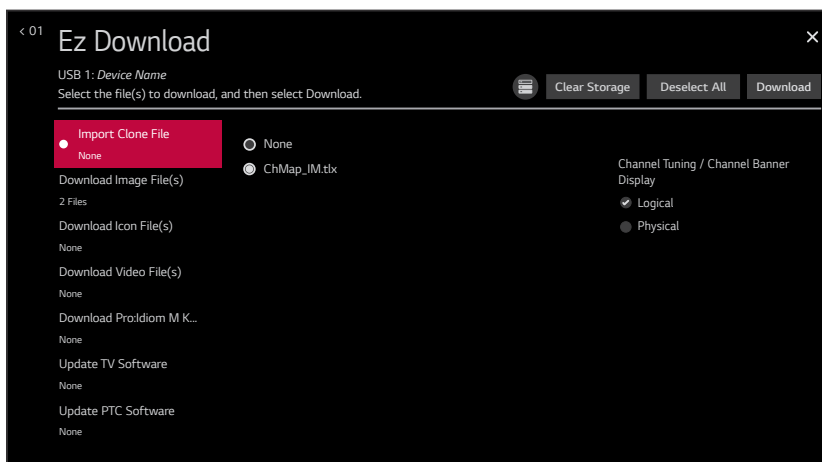 < 01
Ez Download
USB 1: Device Name
Select the file(s) to download, and then select Download.
Clear Storage
Deselect All
Download
Import Clone File
None
Download Image File(s)
2 Files
Download Icon File(s)
None
Download Video File(s)
None
Download Pro:Idiom M K...
None
Update TV Software
None
Update PTC Software
None
None
ChMap_IM.tlx
Channel Tuning / Channel Banner
Display
Logical
Physical